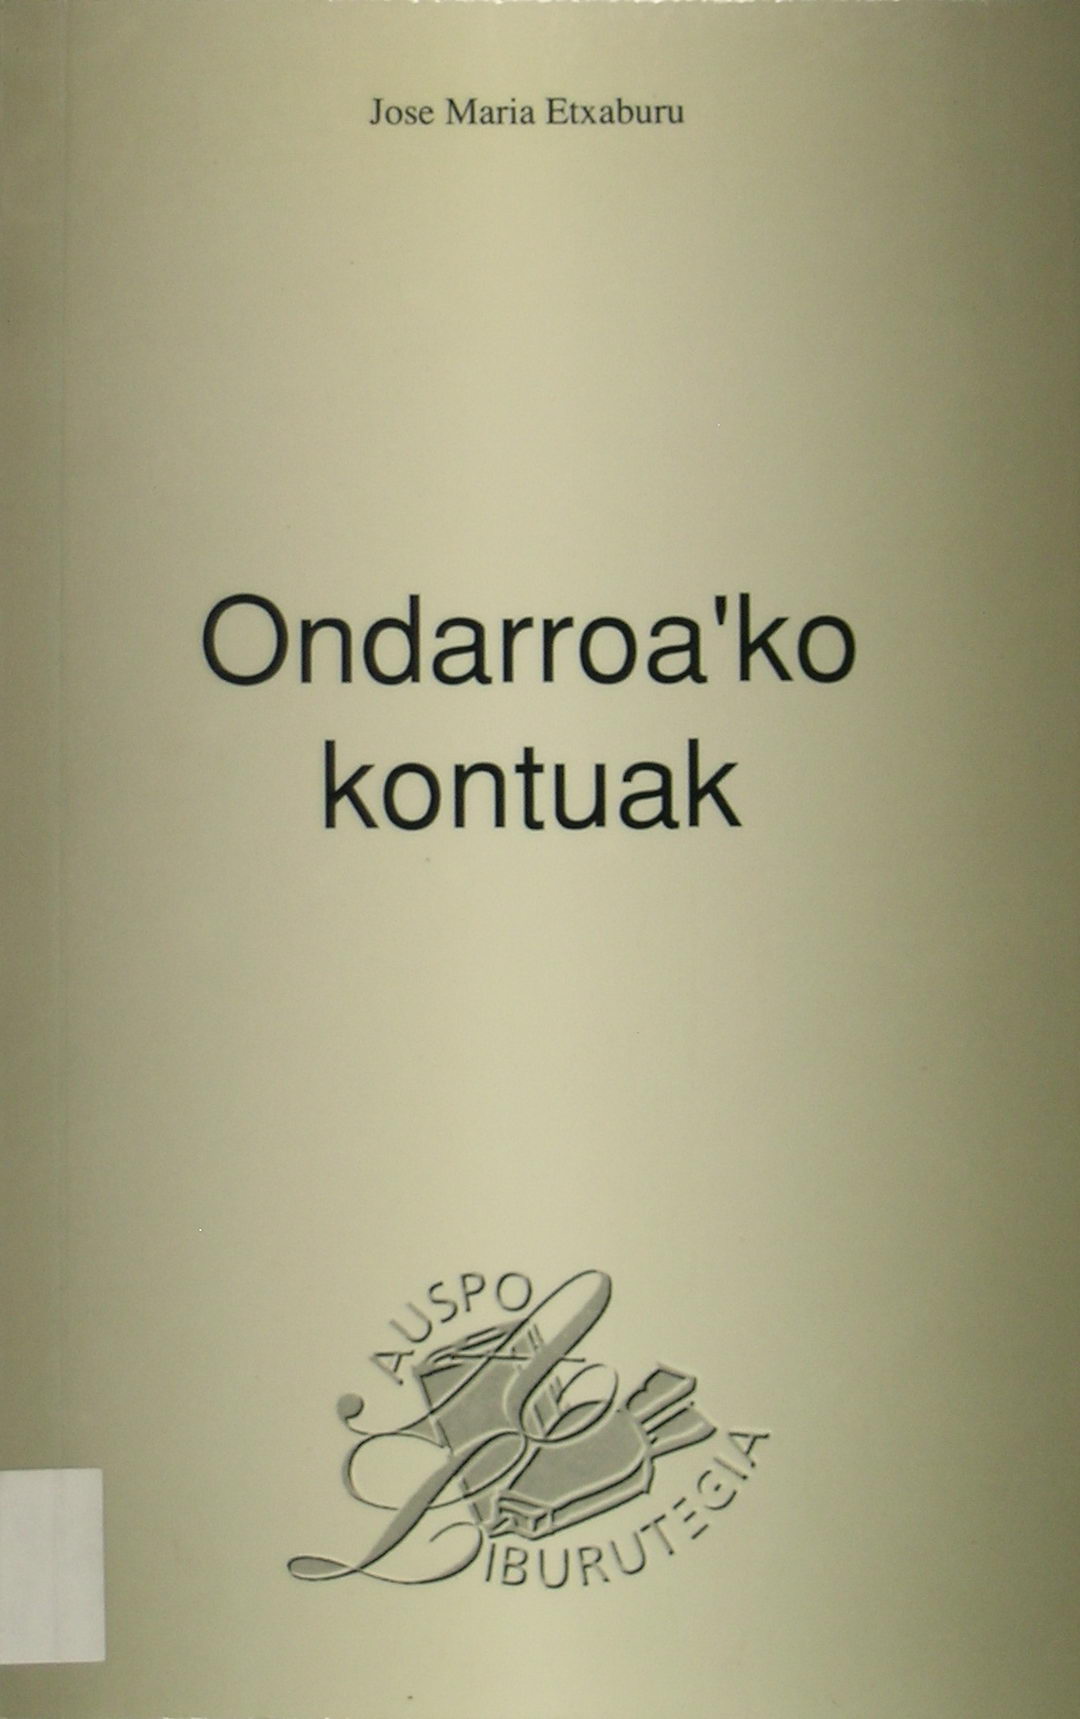 Jose Maria Etxaburu
Ondarroa'ko
kontuak
AUSPO
LIBURUTEGIA